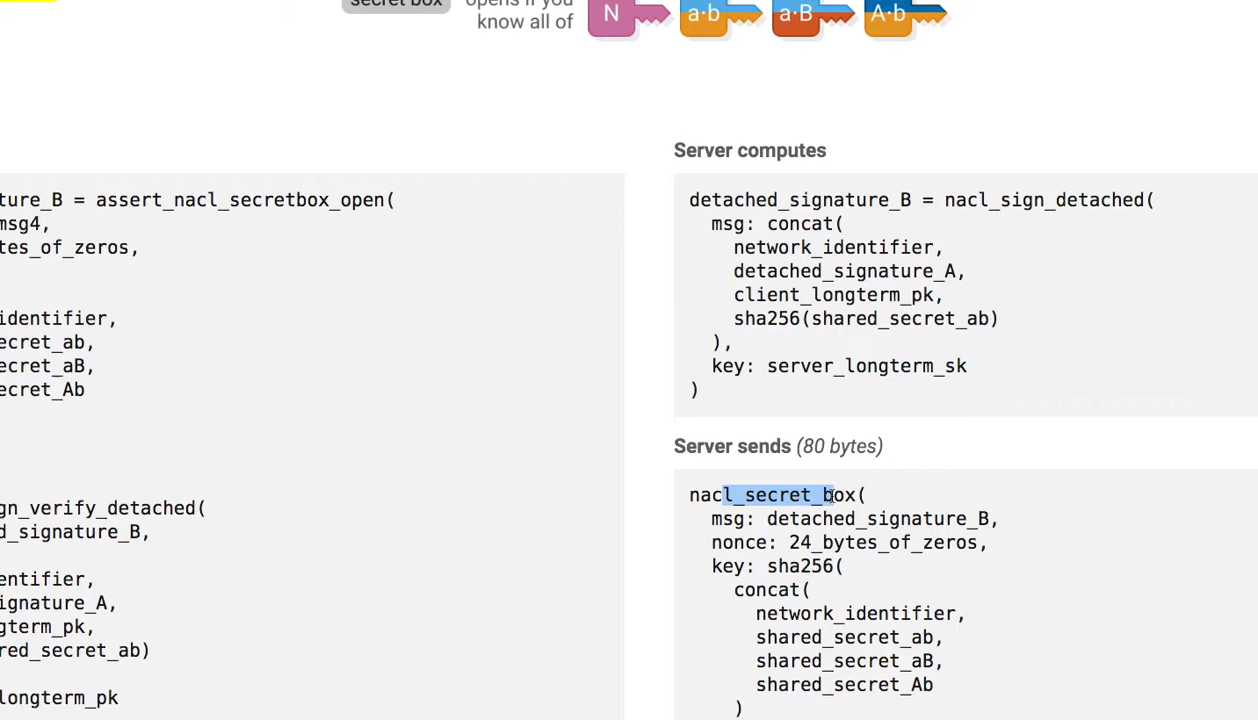 secret box
opens if you
know all of
N
a·b
a·B
A·b
ture_B = assert_nacl_secretbox_open(
msg4,
tes_of_zeros,
identifier,
ecret_ab,
ecret_aB,
ecret_Ab
gn_verify_detached(
d_signature_B,
entifier,
ignature_A,
gterm_pk,
red_secret_ab)
longterm_pk
Server computes
detached_signature_B = nacl_sign_detached(
msg: concat(
network_identifier,
detached_signature_A,
client_longterm_pk,
sha256(shared_secret_ab)
),
key: server_longterm_sk
)
Server sends (80 bytes)
nacl_secret_box(
msg: detached_signature_B,
nonce: 24_bytes_of_zeros,
key: sha256(
concat(
network_identifier,
shared_secret_ab,
shared_secret_aB,
shared_secret_Ab
)